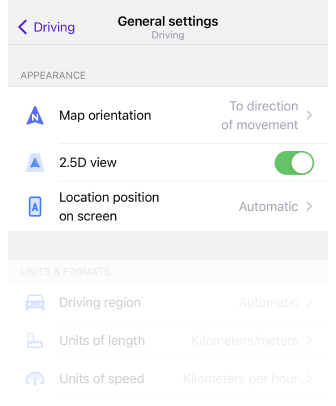 Driving
General settings
Driving
APPEARANCE
N
Map orientation
To direction
of movement
2.5D view
Location position
on screen
Automatic
UNITS & FORMATS
Driving region
Automatic
Units of length
Kilometers/meters
Units of speed
Kilometers per hour